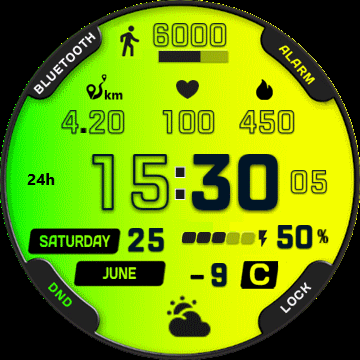 6000
BLUETOOTH
ALARM
km
4.20 100 450
24h 15:30 05
SATURDAY 25 50%
JUNE -9 C
DND
LOCK